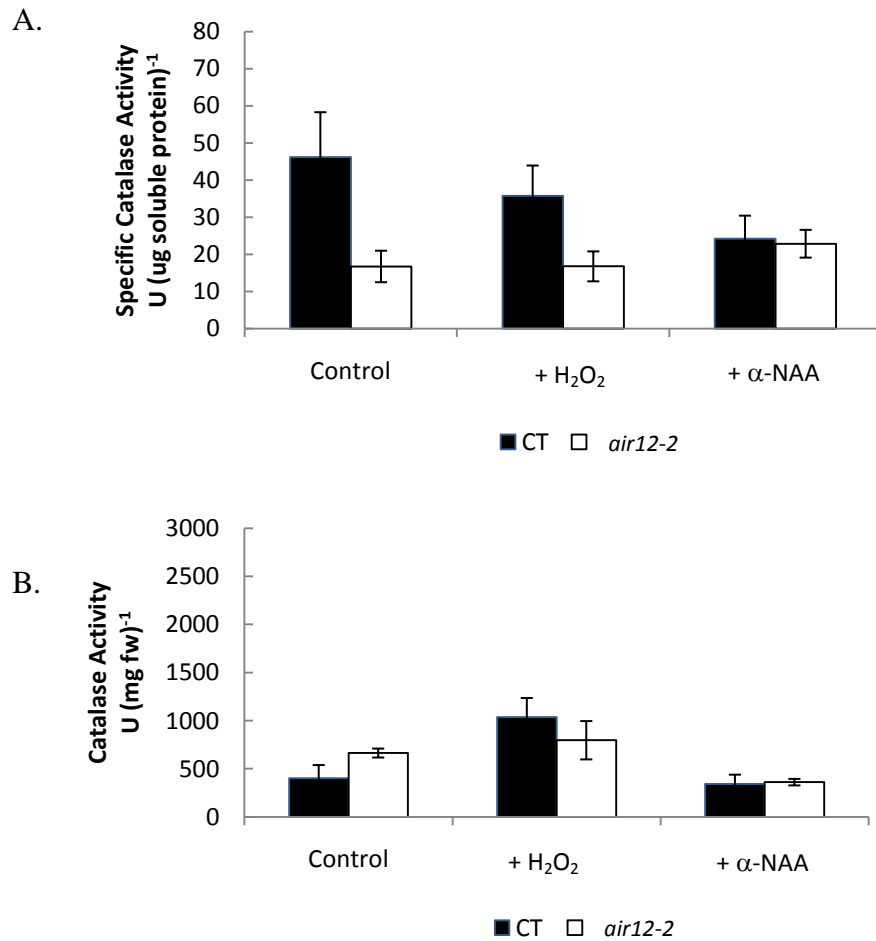 A.
Specific Catalase Activity
U (ug soluble protein)⁻¹
80
70
60
50
40
30
20
10
0
Control
+ H₂O₂
+ α-NAA
CT air12-2
B.
Catalase Activity
U (mg fw)⁻¹
3000
2500
2000
1500
1000
500
0
Control
+ H₂O₂
+ α-NAA
CT air12-2